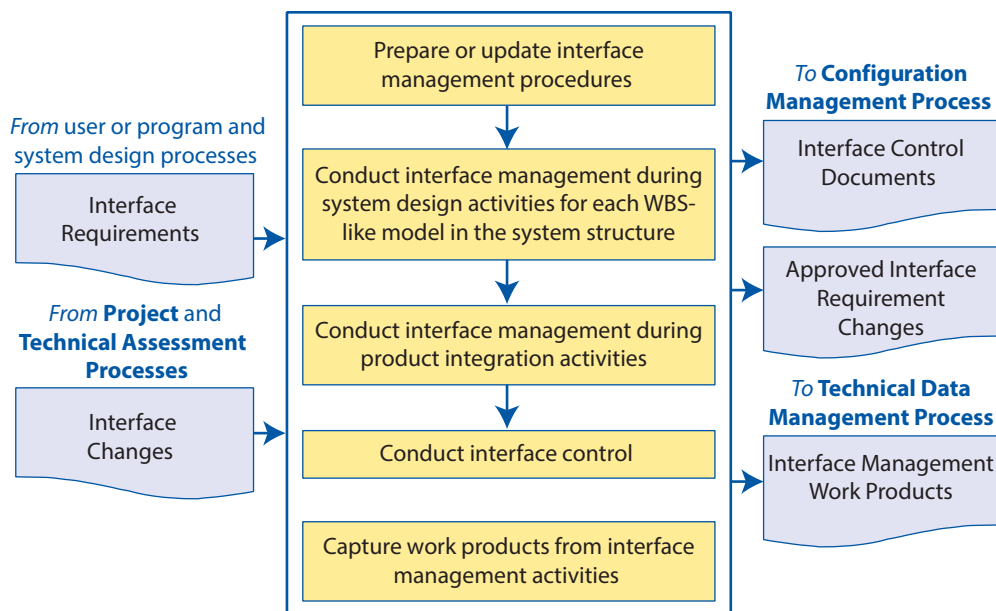 From user or program and
system design processes
Interface
Requirements
From Project and
Technical Assessment
Processes
Interface
Changes
Prepare or update interface
management procedures
Conduct interface management during
system design activities for each WBS-
like model in the system structure
Conduct interface management during
product integration activities
Conduct interface control
Capture work products from interface
management activities
To Configuration
Management Process
Interface Control
Documents
Approved Interface
Requirement
Changes
To Technical Data
Management Process
Interface Management
Work Products